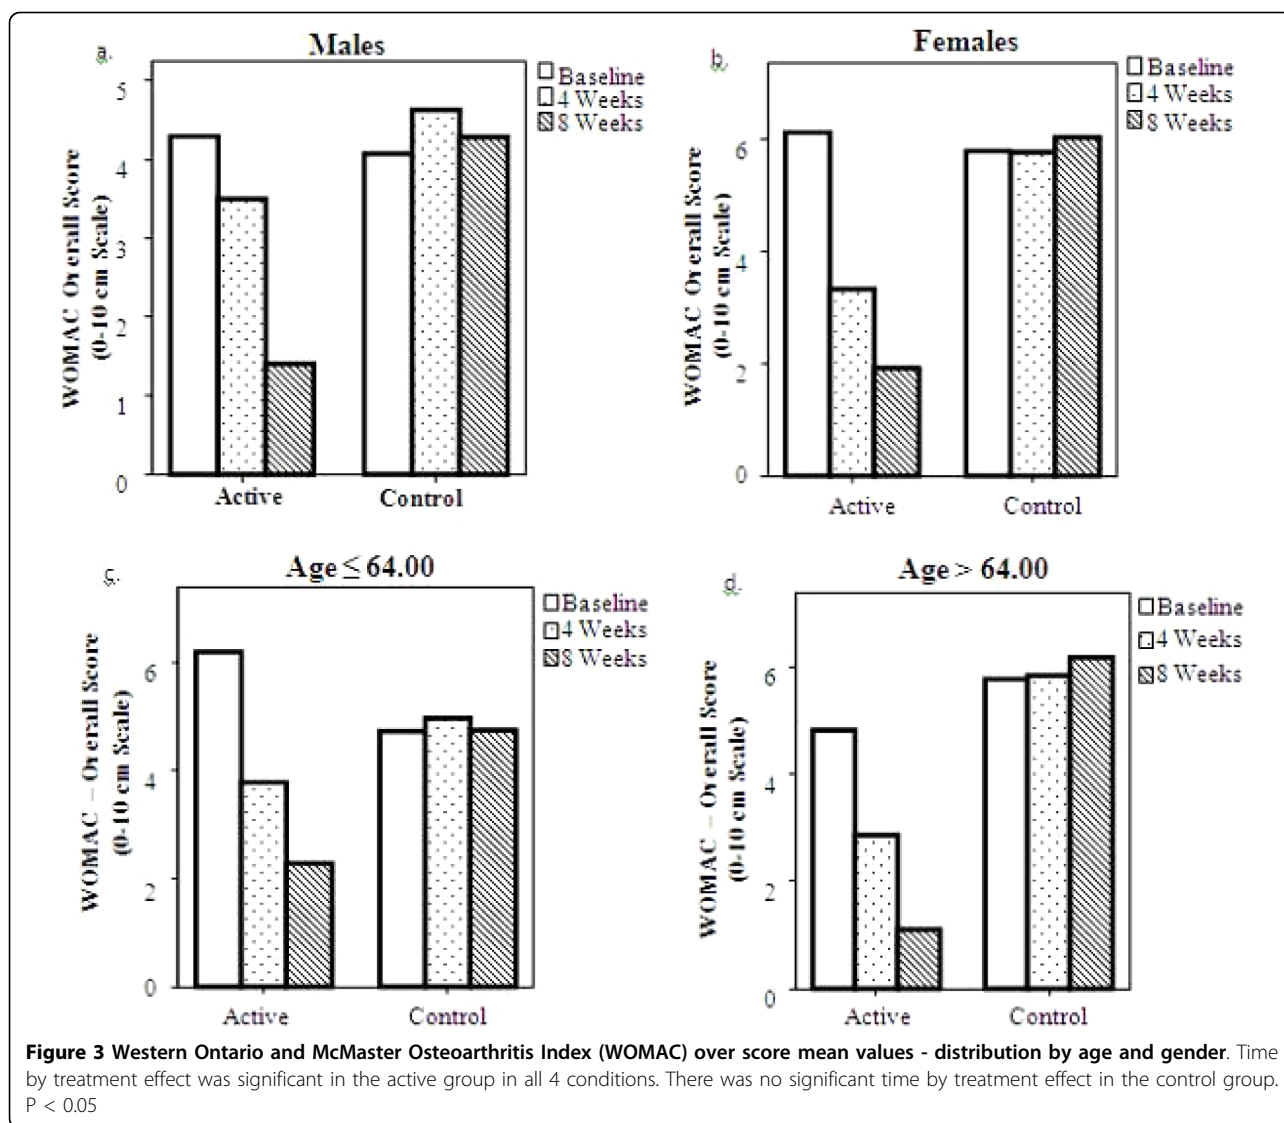 a.
Males
Baseline
4 Weeks
8 Weeks
WOMAC Overall Score
(0-10 cm Scale)
5
4
3
2
1
0
Active
Control
b.
Females
Baseline
4 Weeks
8 Weeks
WOMAC Overall Score
(0-10 cm Scale)
6
4
2
0
Active
Control
c.
Age ≤ 64.00
Baseline
4 Weeks
8 Weeks
WOMAC – Overall Score
(0-10 cm Scale)
6
4
2
0
Active
Control
d.
Age > 64.00
Baseline
4 Weeks
8 Weeks
WOMAC – Overall Score
(0-10 cm Scale)
6
4
2
0
Active
Control
Figure 3 Western Ontario and McMaster Osteoarthritis Index (WOMAC) over score mean values - distribution by age and gender. Time
by treatment effect was significant in the active group in all 4 conditions. There was no significant time by treatment effect in the control group.
P < 0.05